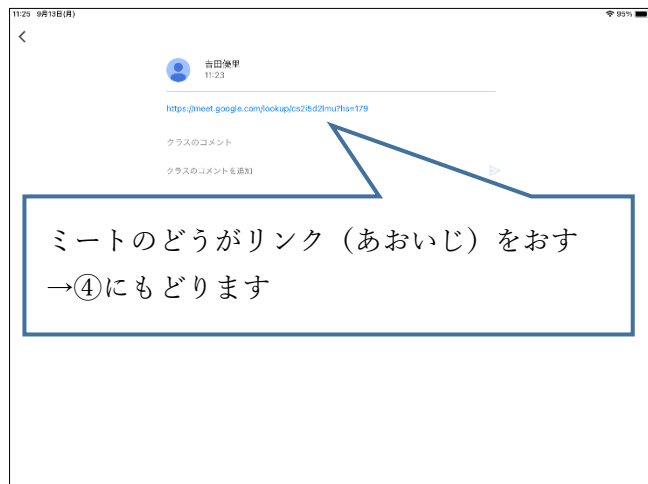 11:25 9月13日(月)
95%
吉田優里
11:23
https://meet.google.com/lookup/cs2i5d2lmu?hs=179
クラスのコメント
クラスのコメントを追加
ミートのどうがリンク（あおいじ）をおす
→④にもどります